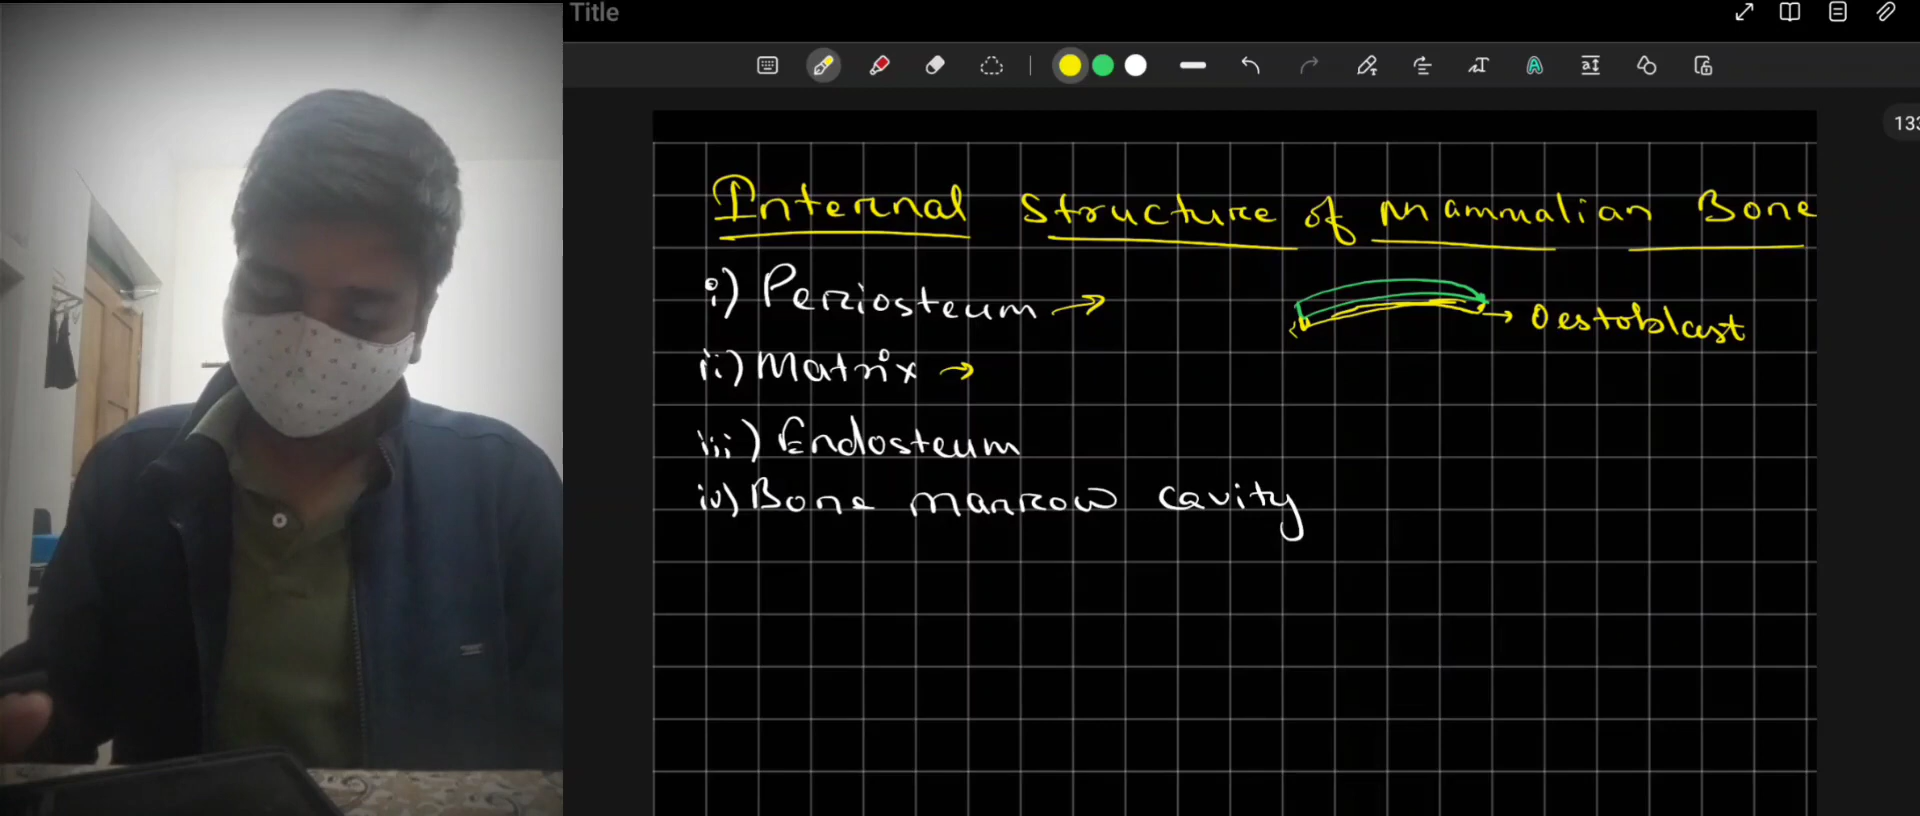 Title
133
Internal Structure of Mammalian Bone
i) Periosteum →
→ Oestoblast
ii) Matrix →
iii) Endosteum
iv) Bone marrow cavity